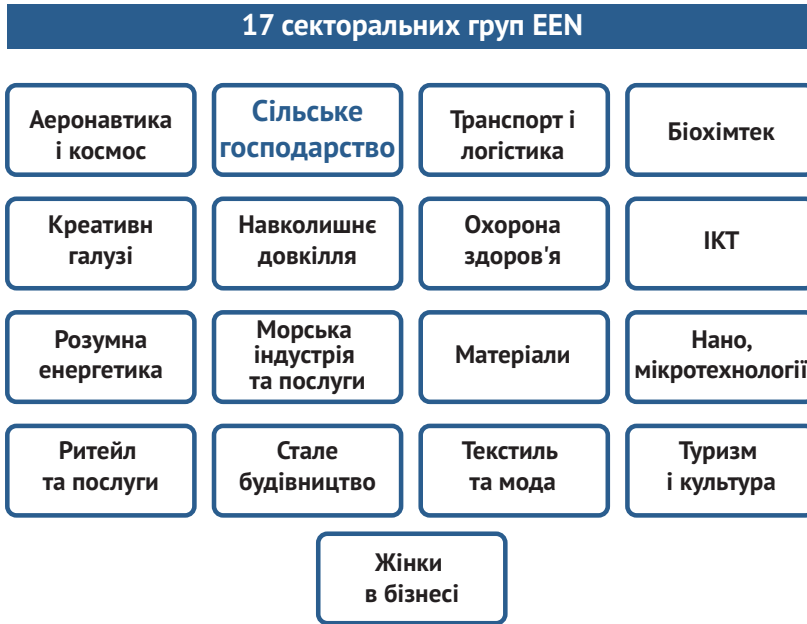 17 секторальних груп EEN
Аеронавтика
і космос
Сільське
господарство
Транспорт і
логістика
Біохімтек
Креативн
галузі
Навколишнє
довкілля
Охорона
здоров'я
ІКТ
Розумна
енергетика
Морська
індустрія
та послуги
Матеріали
Нано,
мікротехнології
Ритейл
та послуги
Стале
будівництво
Текстиль
та мода
Туризм
і культура
Жінки
в бізнесі